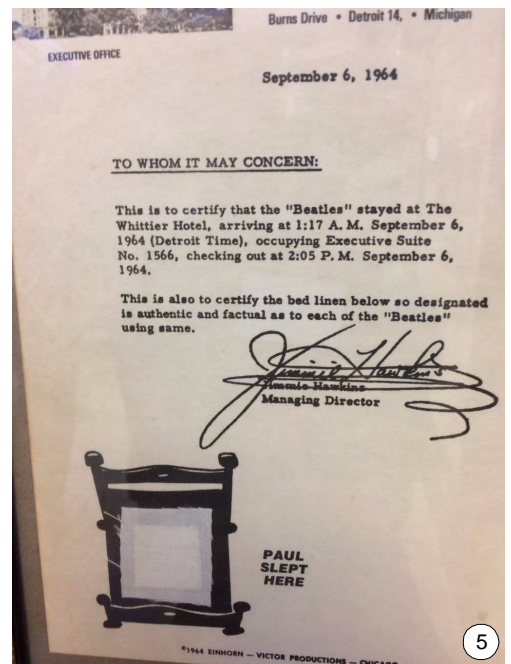 Burns Drive • Detroit 14, • Michigan
EXECUTIVE OFFICE
September 6, 1964
TO WHOM IT MAY CONCERN:
This is to certify that the "Beatles" stayed at The
Whittier Hotel, arriving at 1:17 A. M. September 6,
1964 (Detroit Time), occupying Executive Suite
No. 1566, checking out at 2:05 P. M. September 6,
1964.
This is also to certify the bed linen below so designated
is authentic and factual as to each of the "Beatles"
using same.
Jimmie Hawkins
Jimmie Hawkins
Managing Director
PAUL
SLEPT
HERE
©1964 EINHORN — VICTOR PRODUCTIONS — CHICAGO
5